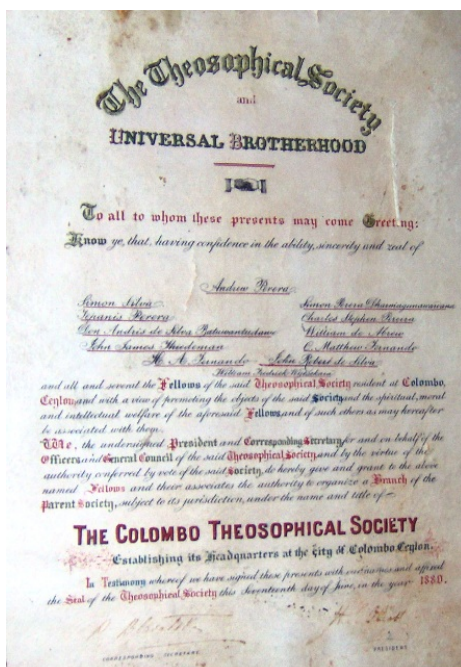 The Theosophical Society
and
UNIVERSAL BROTHERHOOD
To all to whom these presents may come Greeting:
Know ye, that, having confidence in the ability, sincerity and zeal of
Andrew Perera
Simon Silva
Simon Perera Dharmagoonawardana
Ignanis Perera
Charles Stephen Perera
Don Andris de Silva Batuwantudawe
William de Abrew
John James Thiedeman
C. Matthew Fernando
H. A. Fernando
John Robert de Silva
William Fredrick Wijeyesekera
and all and several the Fellows of the said Theosophical Society resident at Colombo,
Ceylon, and with a view of promoting the objects of the said Society and the spiritual, moral
and intellectual welfare of the aforesaid Fellows, and of such others as may hereafter
be associated with them.
We, the undersigned President and Corresponding Secretary, for and on behalf of the
Officers and General Council of the said Theosophical Society, and by the virtue of the
authority conferred by vote of the said Society, do hereby give and grant to the above
named Fellows and their associates the authority to organize a Branch of the
Parent Society, subject to its jurisdiction, under the name and title of
THE COLOMBO THEOSOPHICAL SOCIETY
Establishing its Headquarters at the city of Colombo Ceylon.
In Testimony whereof we have signed these presents with our names and affixed
the Seal of the Theosophical Society this Seventeenth day of June, in the year 1880.
CORRESPONDING SECRETARY
PRESIDENT